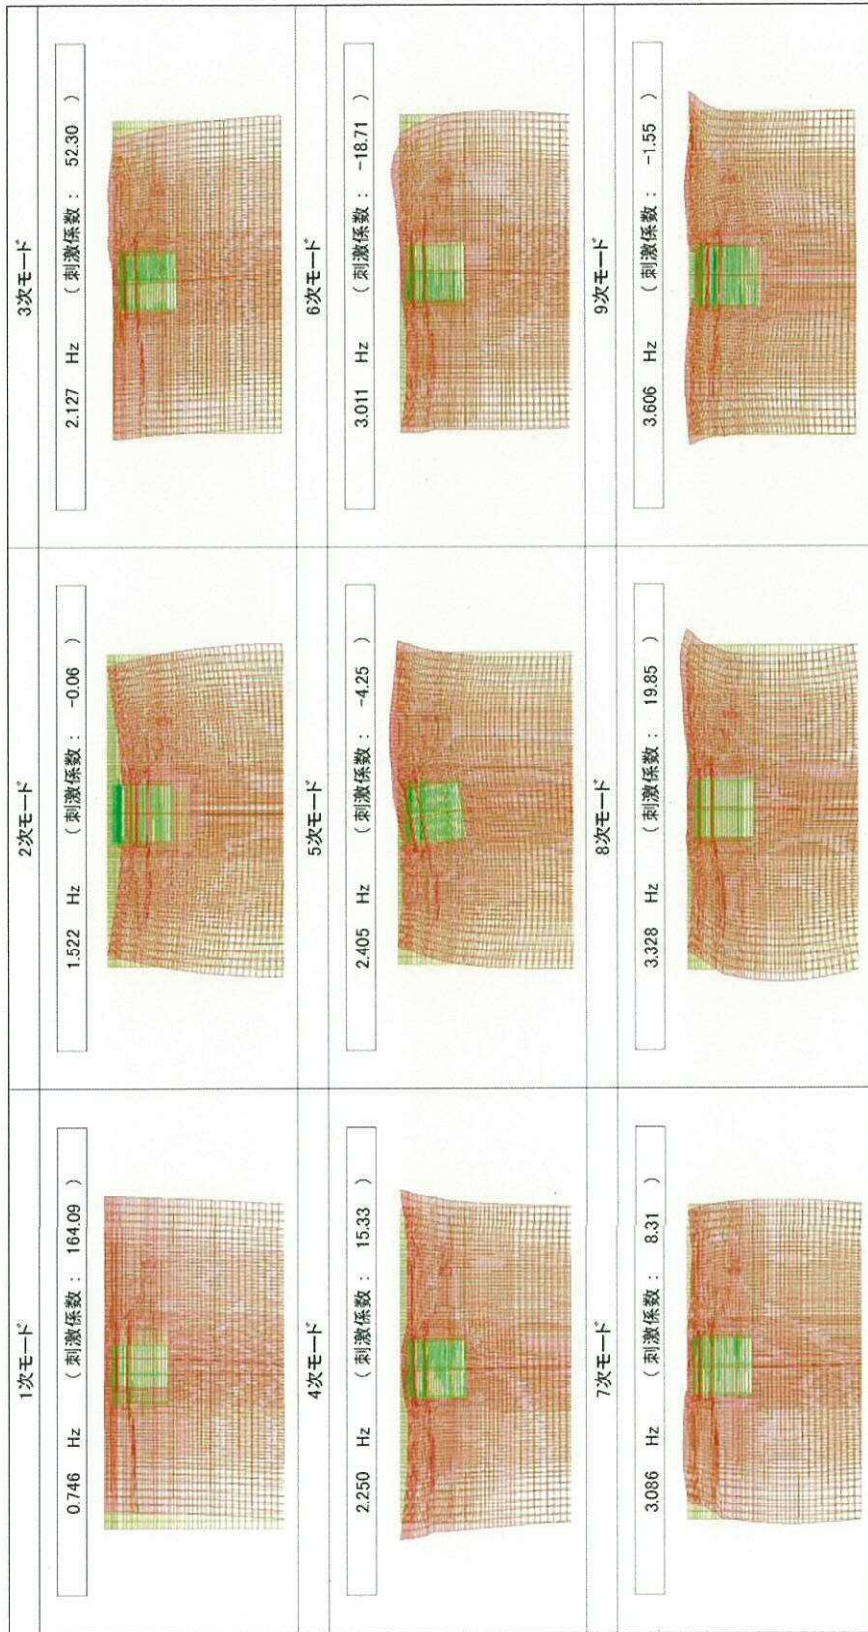 1次モード
0.746 Hz ( 刺激係数 : 164.09 )
2次モード
1.522 Hz ( 刺激係数 : -0.06 )
3次モード
2.127 Hz ( 刺激係数 : 52.30 )
4次モード
2.250 Hz ( 刺激係数 : 15.33 )
5次モード
2.405 Hz ( 刺激係数 : -4.25 )
6次モード
3.011 Hz ( 刺激係数 : -18.71 )
7次モード
3.086 Hz ( 刺激係数 : 8.31 )
8次モード
3.328 Hz ( 刺激係数 : 19.85 )
9次モード
3.606 Hz ( 刺激係数 : -1.55 )